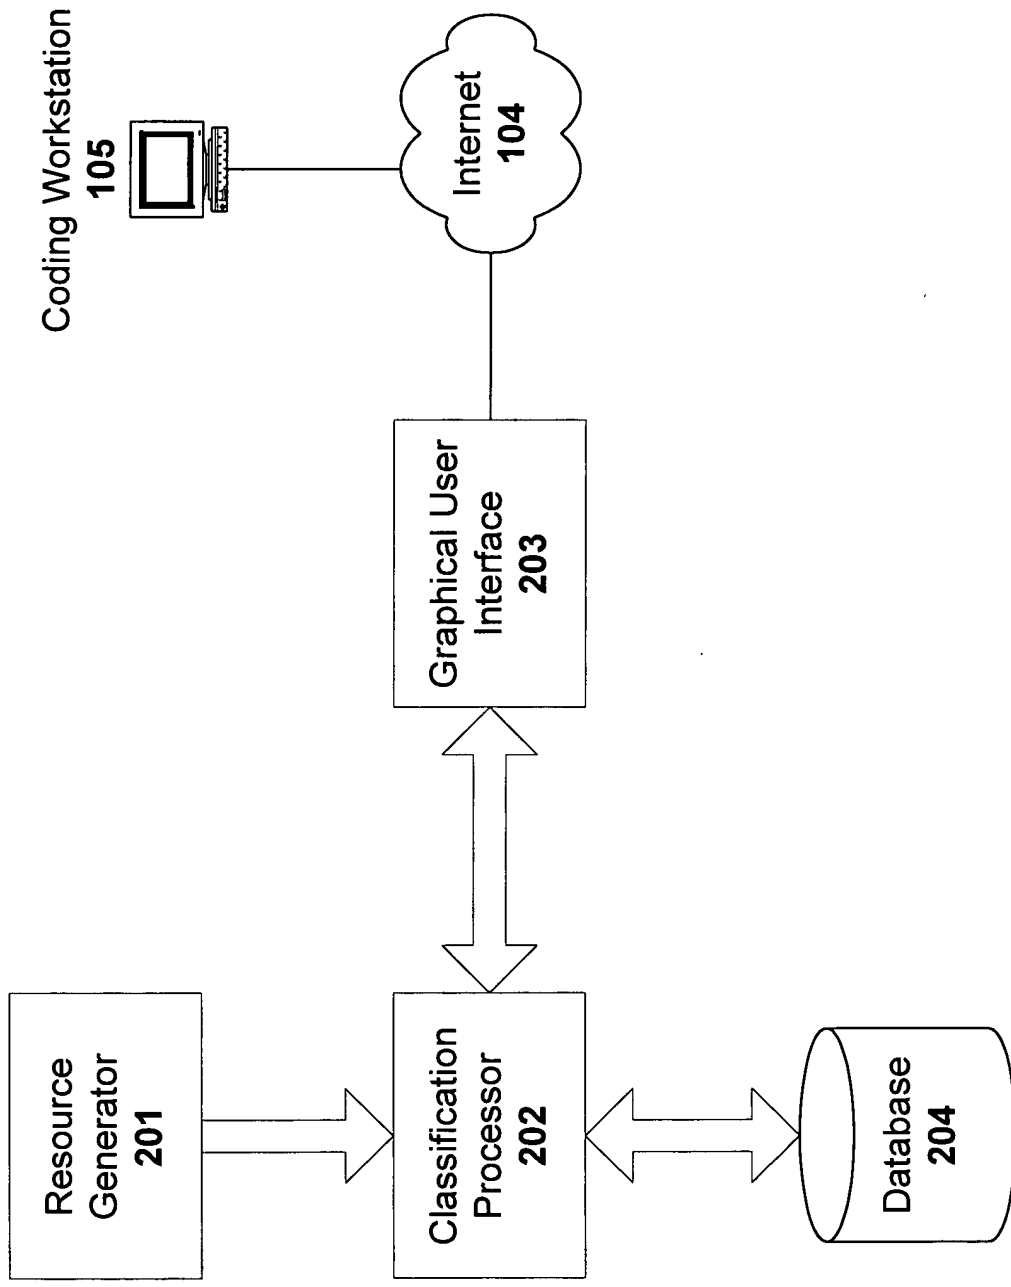 Resource
Generator
201
Classification
Processor
202
Database
204
Graphical User
Interface
203
Internet
104
Coding Workstation
105